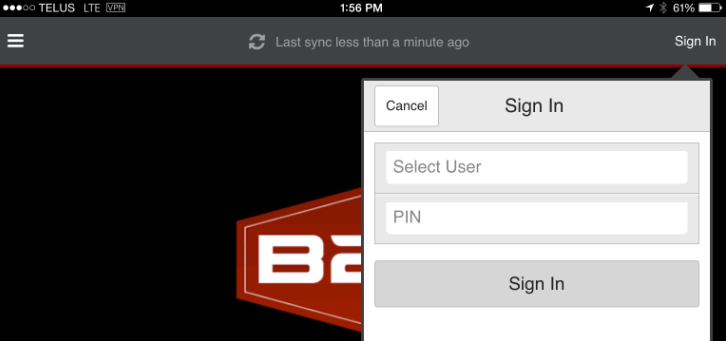 TELUS LTE VPN 1:56 PM 61%
Last sync less than a minute ago Sign In
Cancel Sign In
Select User
PIN
Sign In